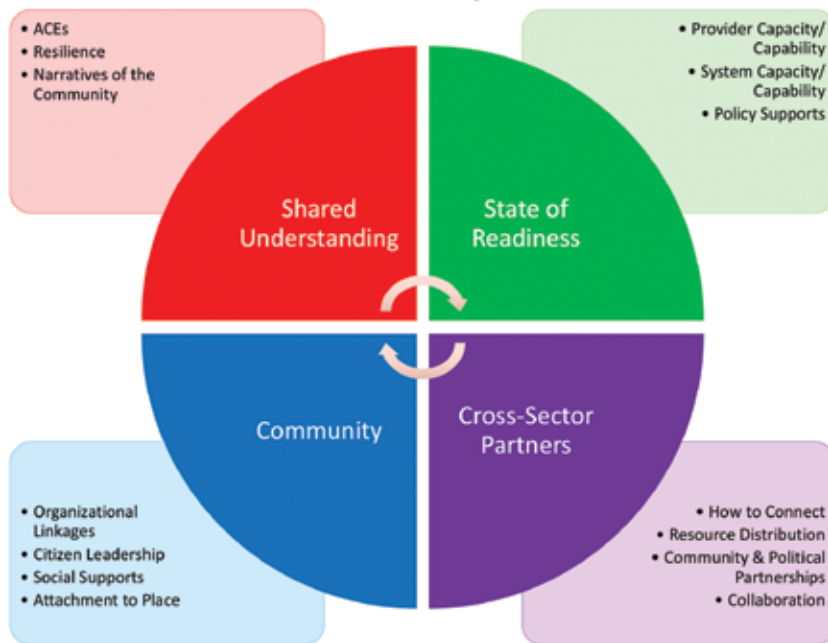 • ACEs
• Resilience
• Narratives of the
Community
• Provider Capacity/
Capability
• System Capacity/
Capability
• Policy Supports
Shared
Understanding
State of
Readiness
Community
Cross-Sector
Partners
• Organizational
Linkages
• Citizen Leadership
• Social Supports
• Attachment to Place
• How to Connect
• Resource Distribution
• Community & Political
Partnerships
• Collaboration